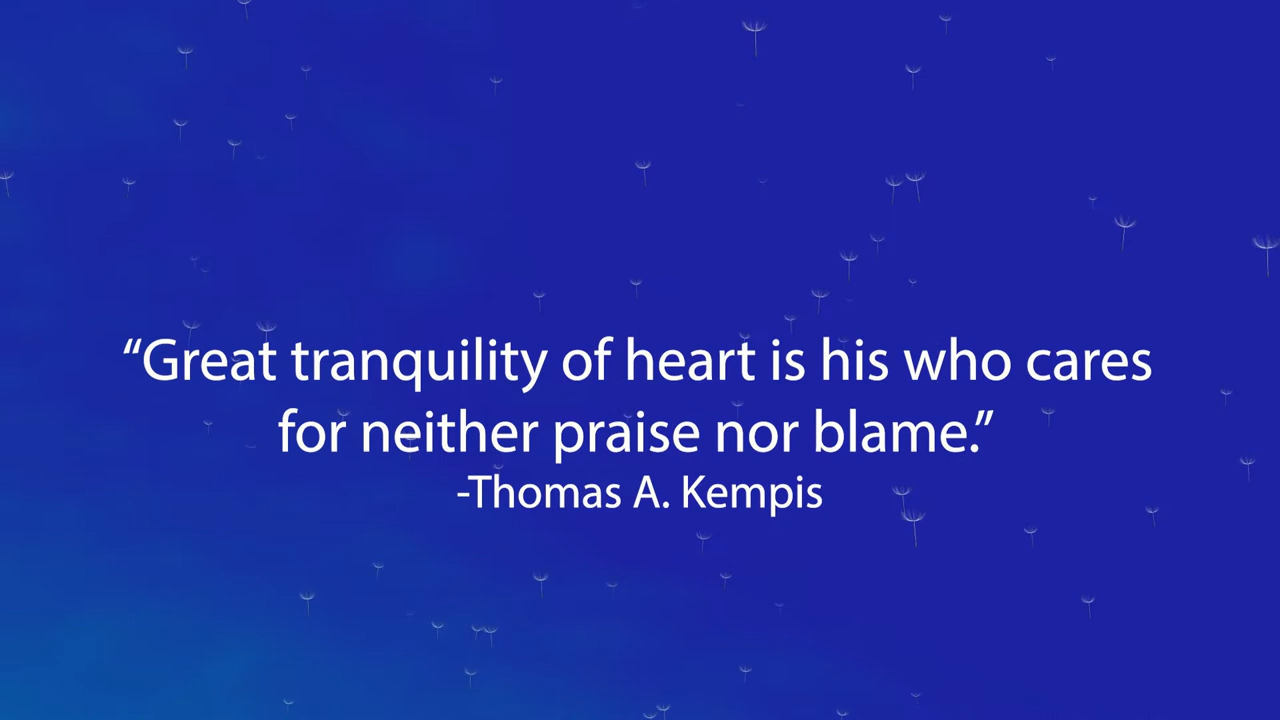 “Great tranquility of heart is his who cares
for neither praise nor blame.”
-Thomas A. Kempis